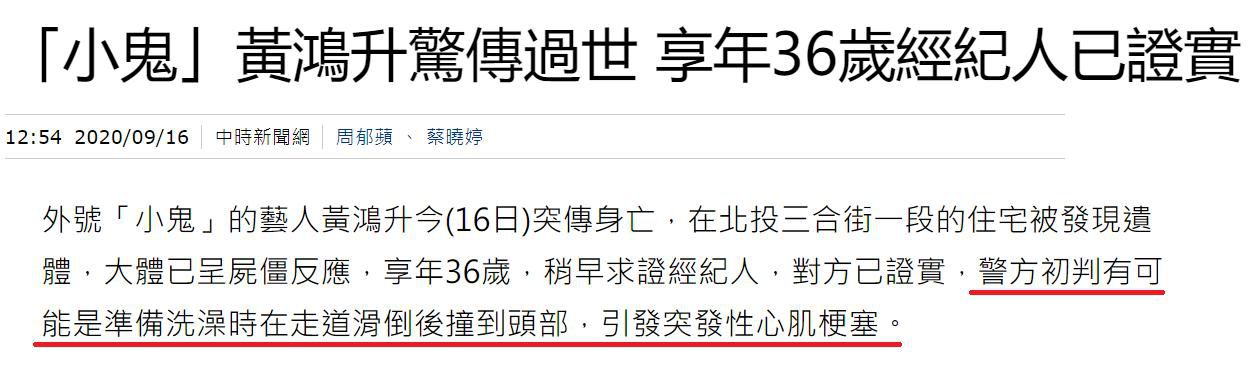 「小鬼」黃鴻升驚傳過世 享年36歲經紀人已證實
12:54 2020/09/16 中時新聞網 周郁蘋 、 蔡曉婷
外號「小鬼」的藝人黃鴻升今(16日)突傳身亡，在北投三合街一段的住宅被發現遺
體，大體已呈屍僵反應，享年36歲，稍早求證經紀人，對方已證實，警方初判有可
能是準備洗澡時在走道滑倒後撞到頭部，引發突發性心肌梗塞。